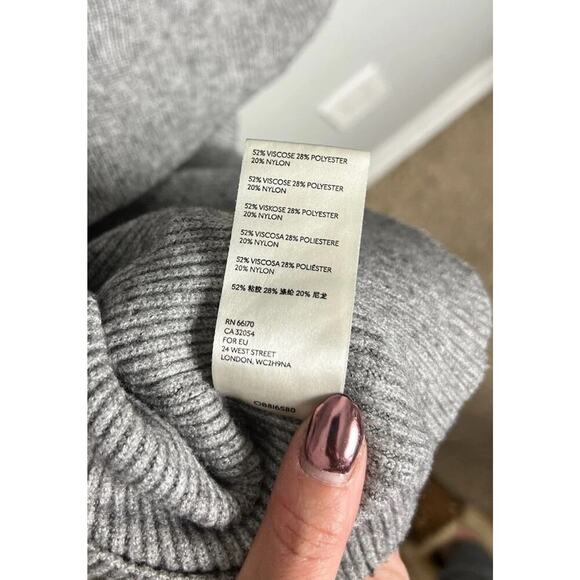 52% VISCOSE 28% POLYESTER
20% NYLON
52% VISCOSE 28% POLYESTER
20% NYLON
52% VISKOSE 28% POLYESTER
20% NYLON
52% VISCOSA 28% POLIESTERE
20% NYLON
52% VISCOSA 28% POLIÉSTER
20% NYLON
52% 粘胶 28% 涤纶 20% 尼龙
RN 66170
CA 32054
FOR EU
24 WEST STREET
LONDON, WC2H9NA